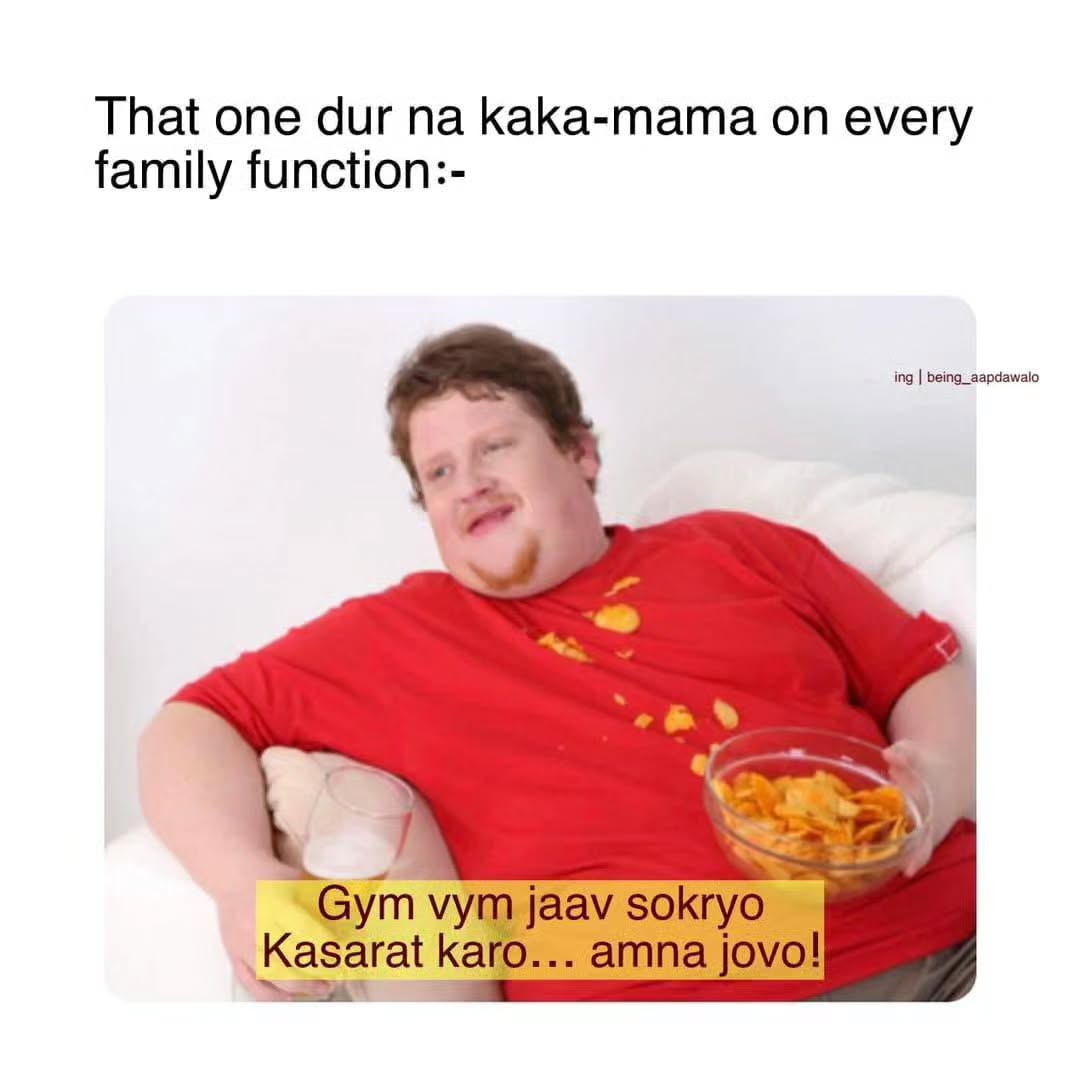 That one dur na kaka-mama on every
family function:-
ing | being_aapdawalo
Gym vym jaav sokryo
Kasarat karo... amna jovo!